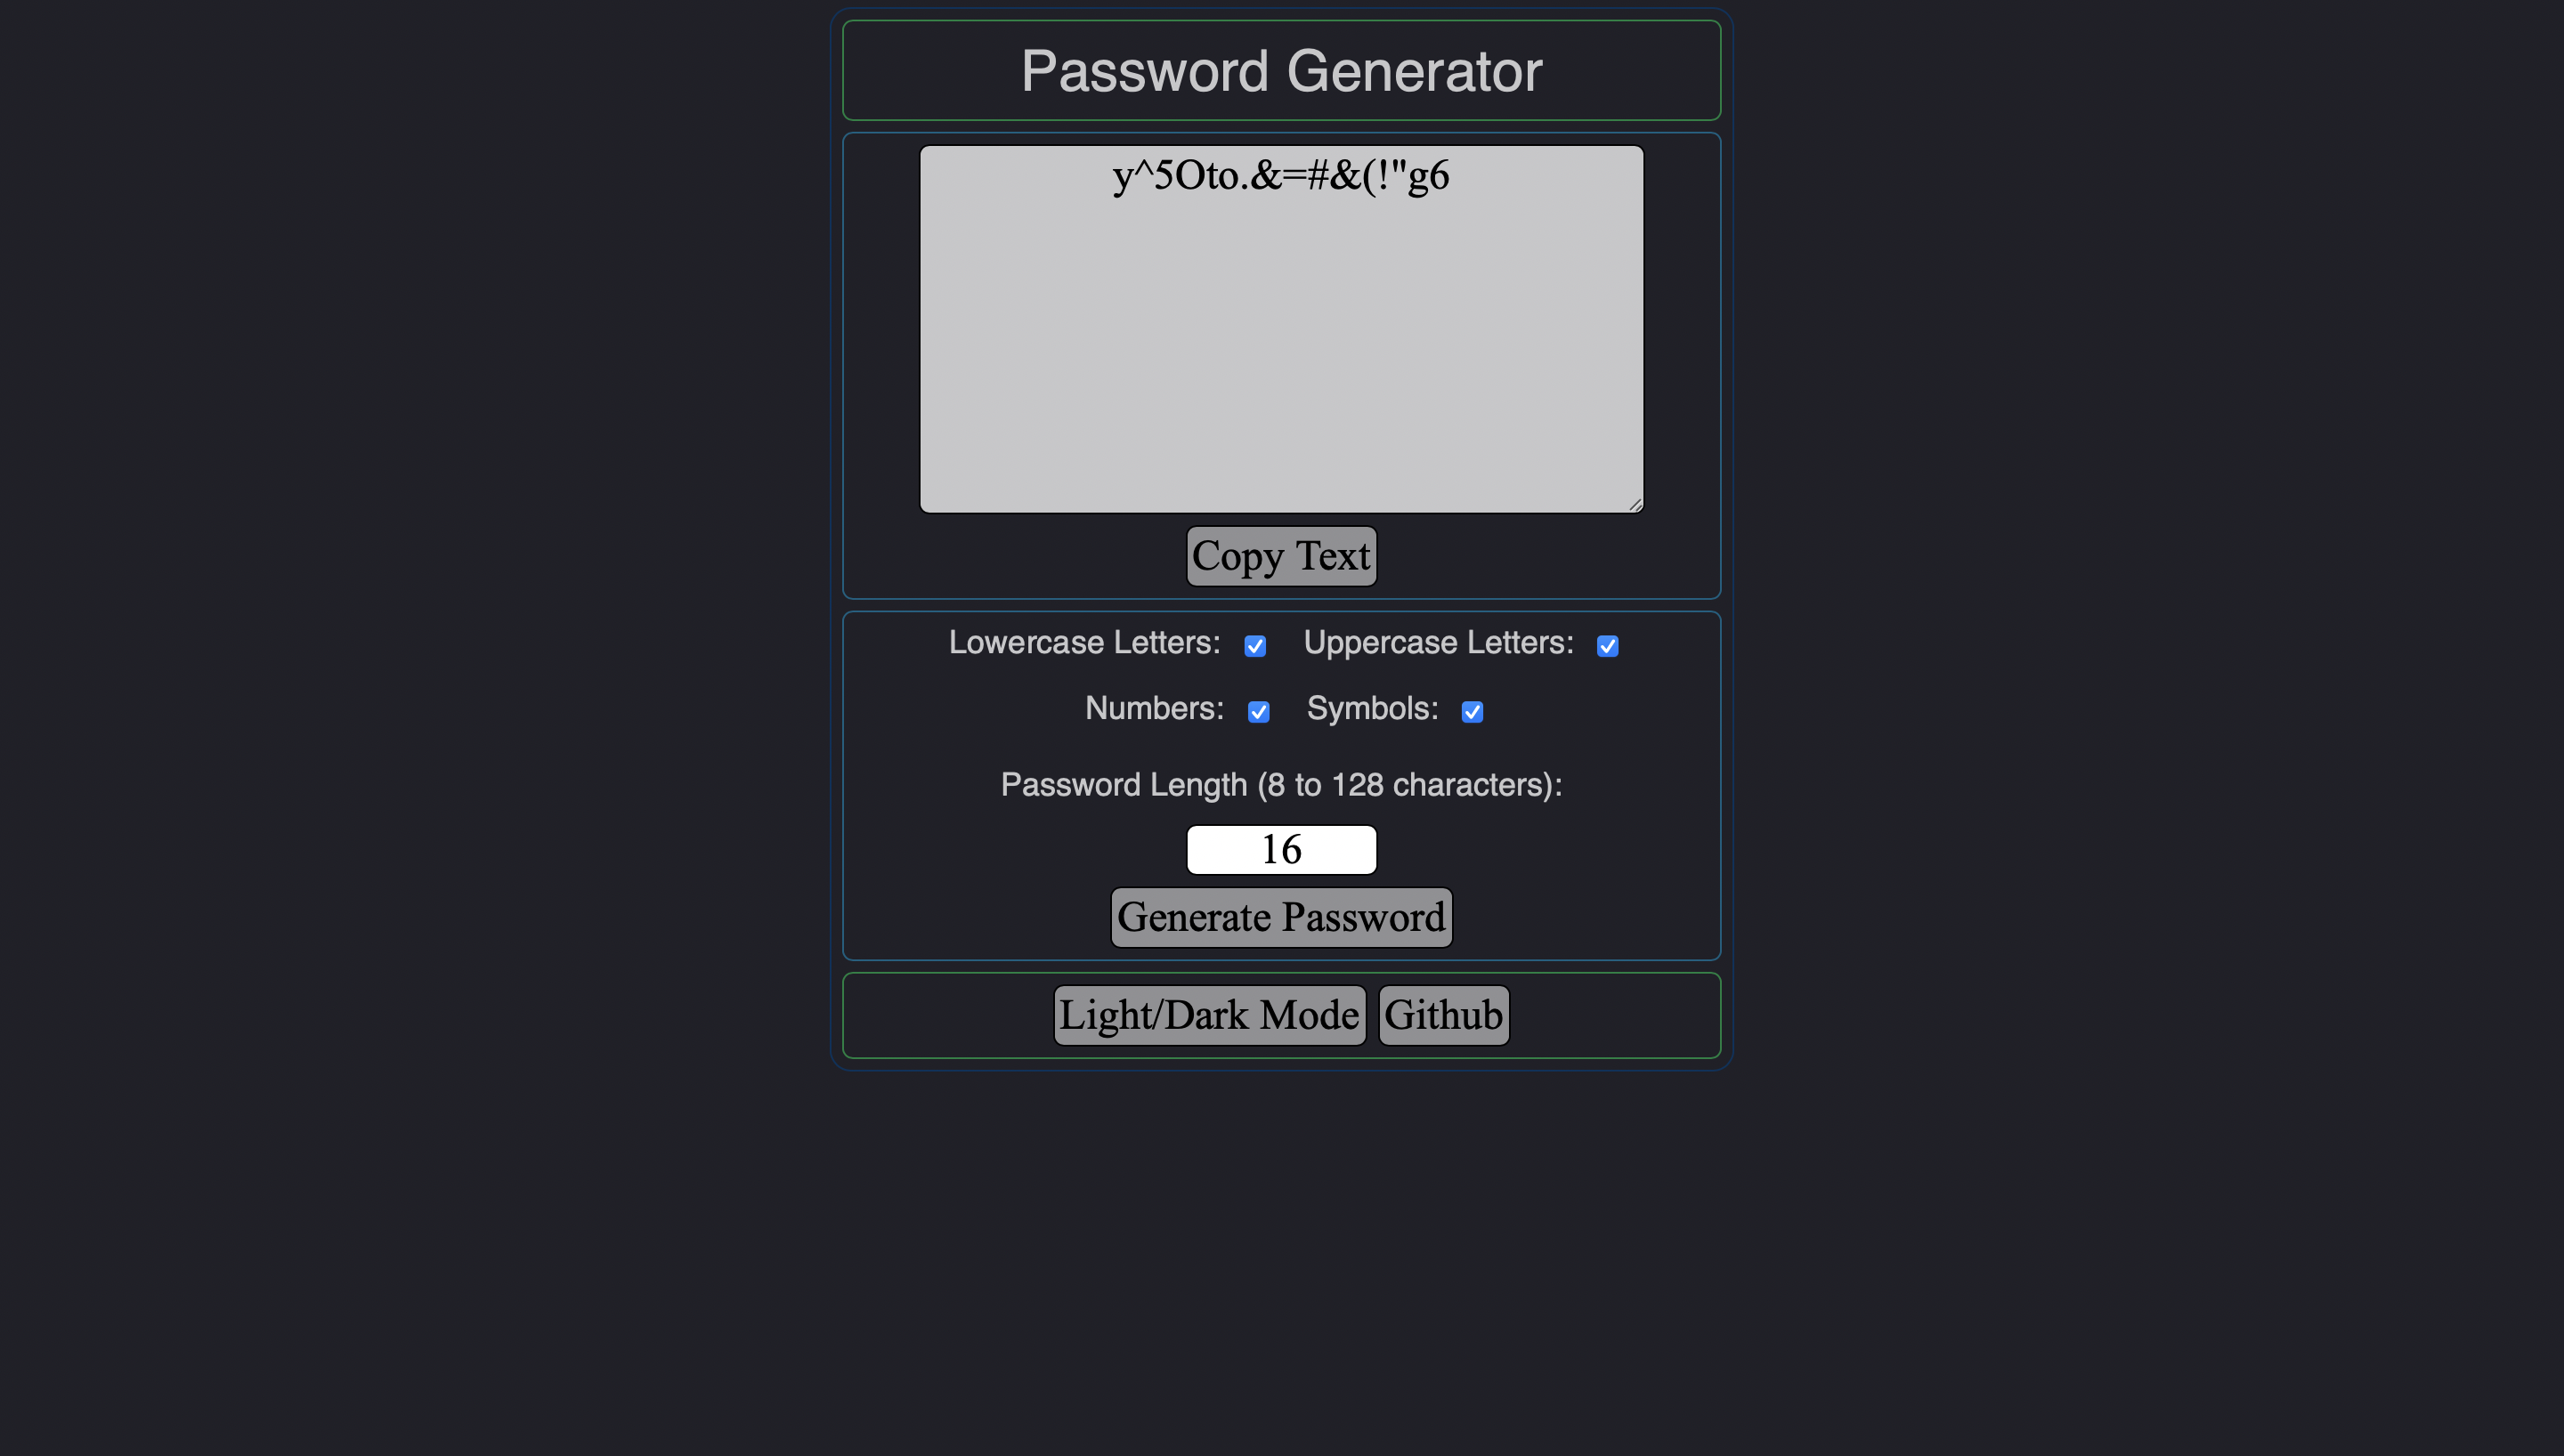 Password Generator
y^5Oto.&=#&(!"g6
Copy Text
Lowercase Letters: Uppercase Letters:
Numbers: Symbols:
Password Length (8 to 128 characters):
16
Generate Password
Light/Dark Mode Github